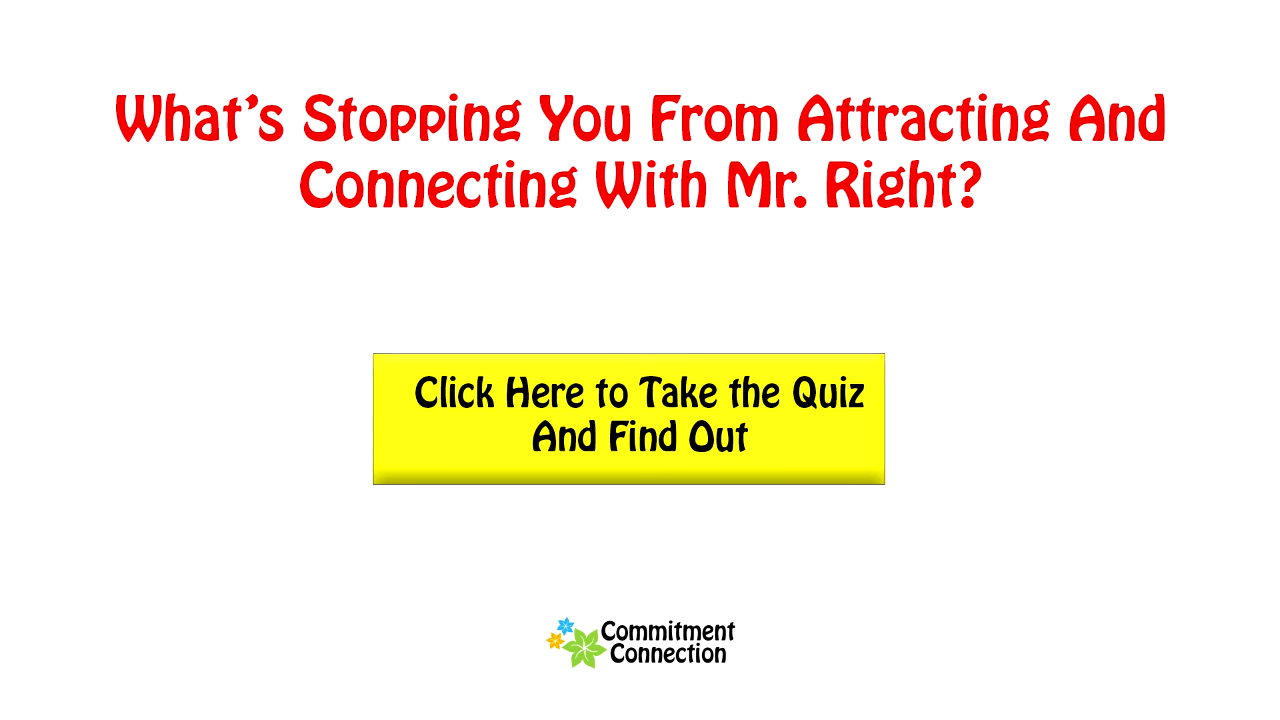 What's Stopping You From Attracting And
Connecting With Mr. Right?
Click Here to Take the Quiz
And Find Out
Commitment
Connection